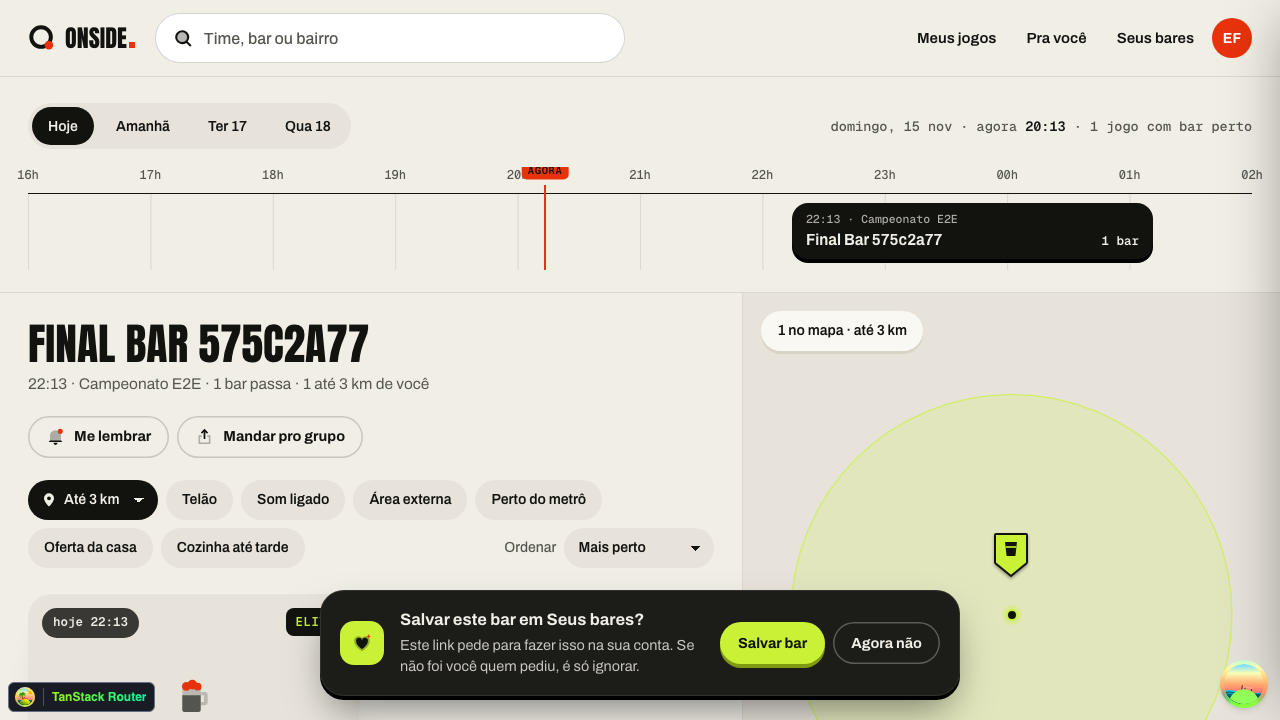 ONSIDE.
Time, bar ou bairro
Meus jogos
Pra você
Seus bares
EF
Hoje
Amanhã
Ter 17
Qua 18
domingo, 15 nov · agora 20:13 · 1 jogo com bar perto
16h
17h
18h
19h
20
AGORA
21h
22h
23h
00h
01h
02h
22:13 · Campeonato E2E
Final Bar 575c2a77
1 bar
FINAL BAR 575C2A77
22:13 · Campeonato E2E · 1 bar passa · 1 até 3 km de você
Me lembrar
Mandar pro grupo
Até 3 km
Telão
Som ligado
Área externa
Perto do metrô
Oferta da casa
Cozinha até tarde
Ordenar
Mais perto
1 no mapa · até 3 km
hoje 22:13
ELI
Salvar este bar em Seus bares?
Este link pede para fazer isso na sua conta. Se
não foi você quem pediu, é só ignorar.
Salvar bar
Agora não
TanStack Router